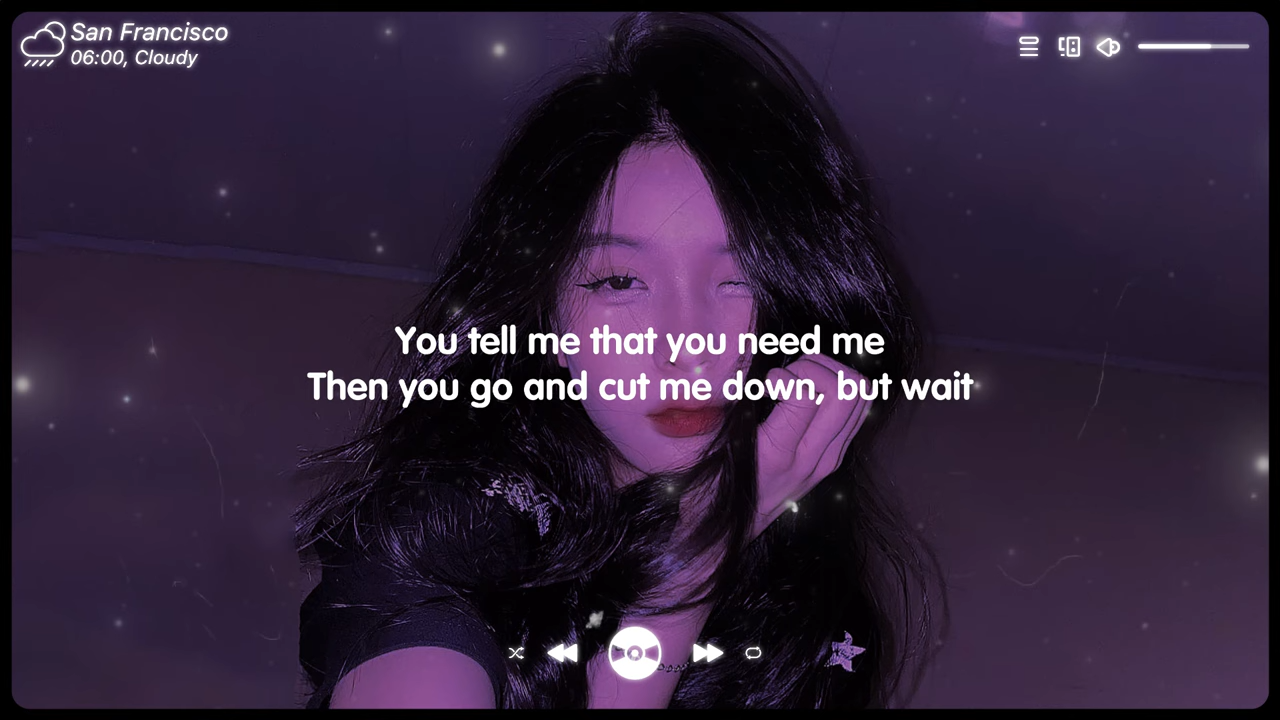 San Francisco
06:00, Cloudy
You tell me that you need me
Then you go and cut me down, but wait